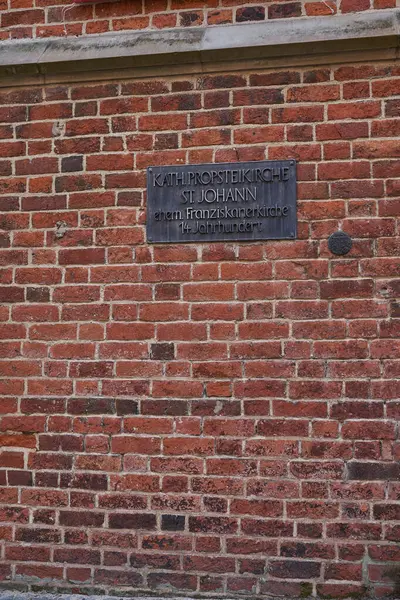 KATH. PROPSTEIKIRCHE
ST JOHANN
ehem. Franziskanerkirche
14. Jahrhundert